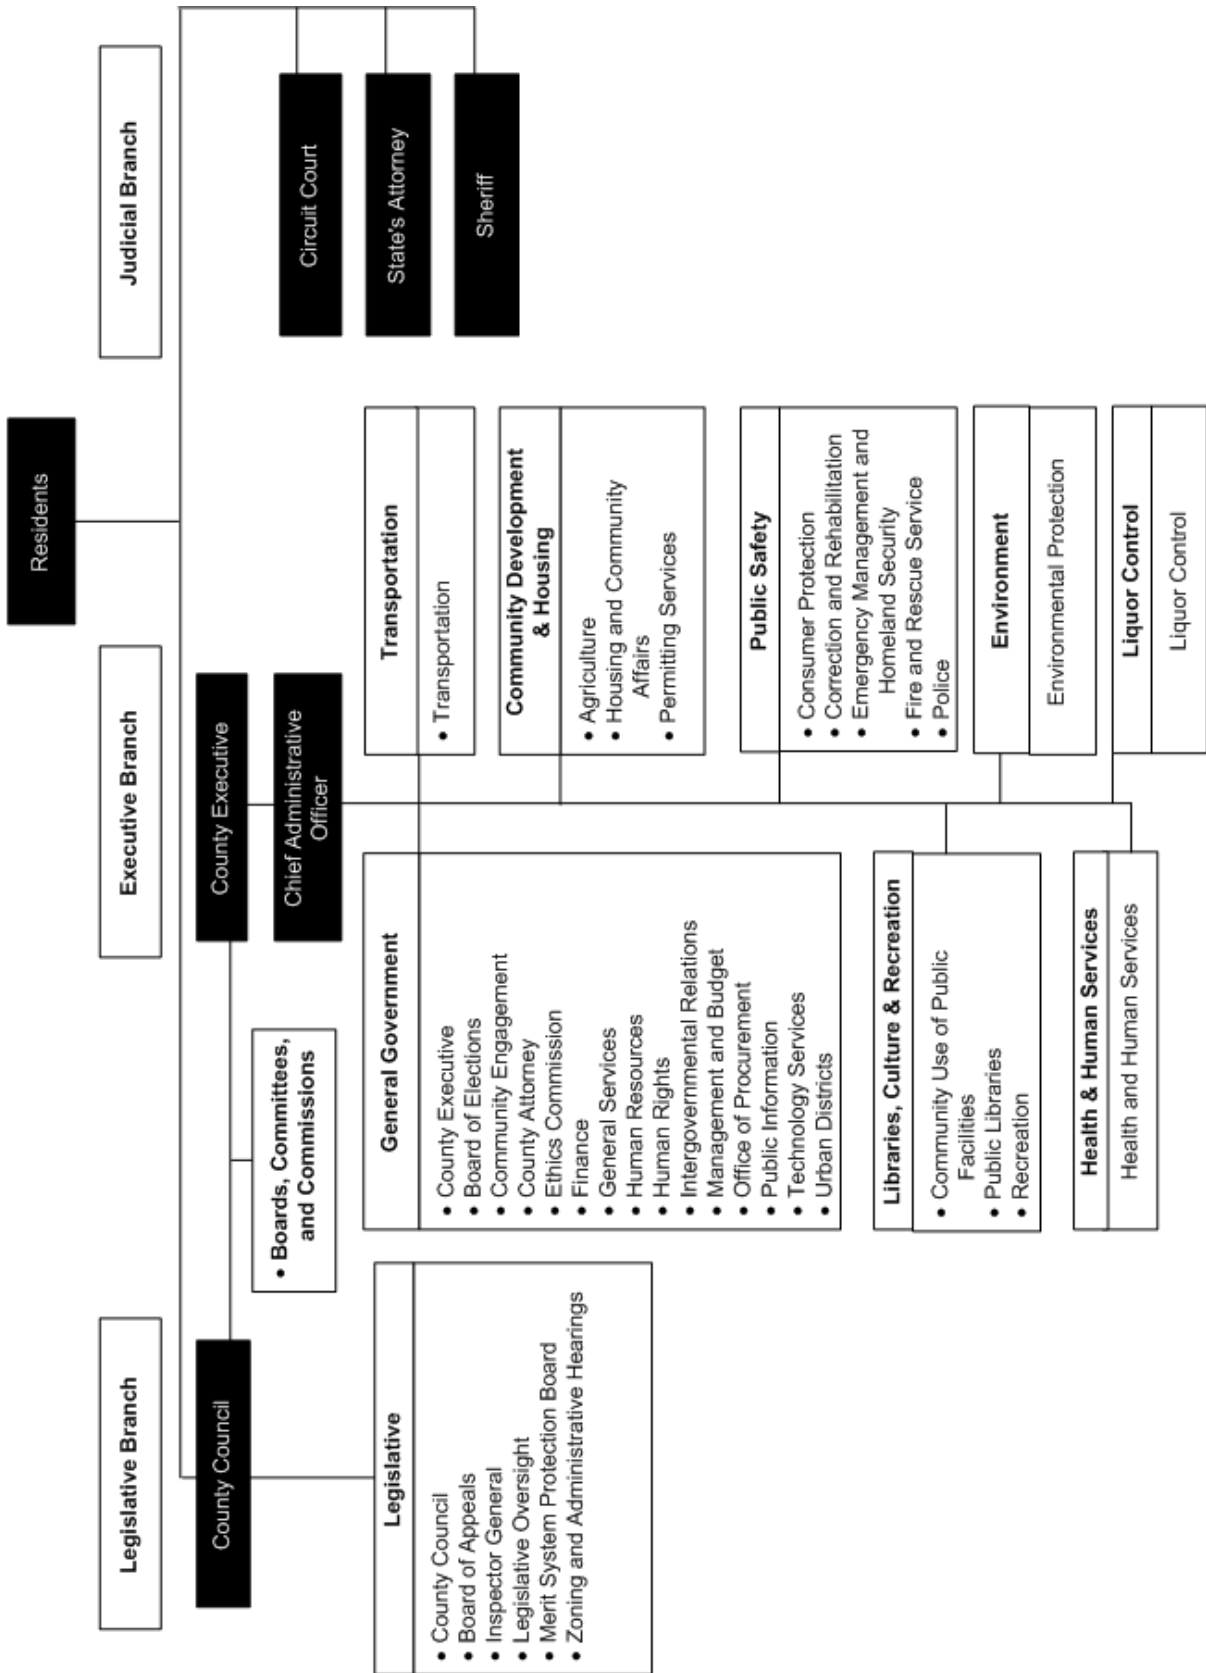 Residents
Legislative Branch
Executive Branch
Judicial Branch
County Council
County Executive
Chief Administrative
Officer
• Boards, Committees,
and Commissions
Circuit Court
State's Attorney
Sheriff
Legislative
• County Council
• Board of Appeals
• Inspector General
• Legislative Oversight
• Merit System Protection Board
• Zoning and Administrative Hearings
General Government
• County Executive
• Board of Elections
• Community Engagement
• County Attorney
• Ethics Commission
• Finance
• General Services
• Human Resources
• Human Rights
• Intergovernmental Relations
• Management and Budget
• Office of Procurement
• Public Information
• Technology Services
• Urban Districts
Libraries, Culture & Recreation
• Community Use of Public
Facilities
• Public Libraries
• Recreation
Health & Human Services
Health and Human Services
Transportation
• Transportation
Community Development
& Housing
• Agriculture
• Housing and Community
Affairs
• Permitting Services
Public Safety
• Consumer Protection
• Correction and Rehabilitation
• Emergency Management and
Homeland Security
• Fire and Rescue Service
• Police
Environment
Environmental Protection
Liquor Control
Liquor Control